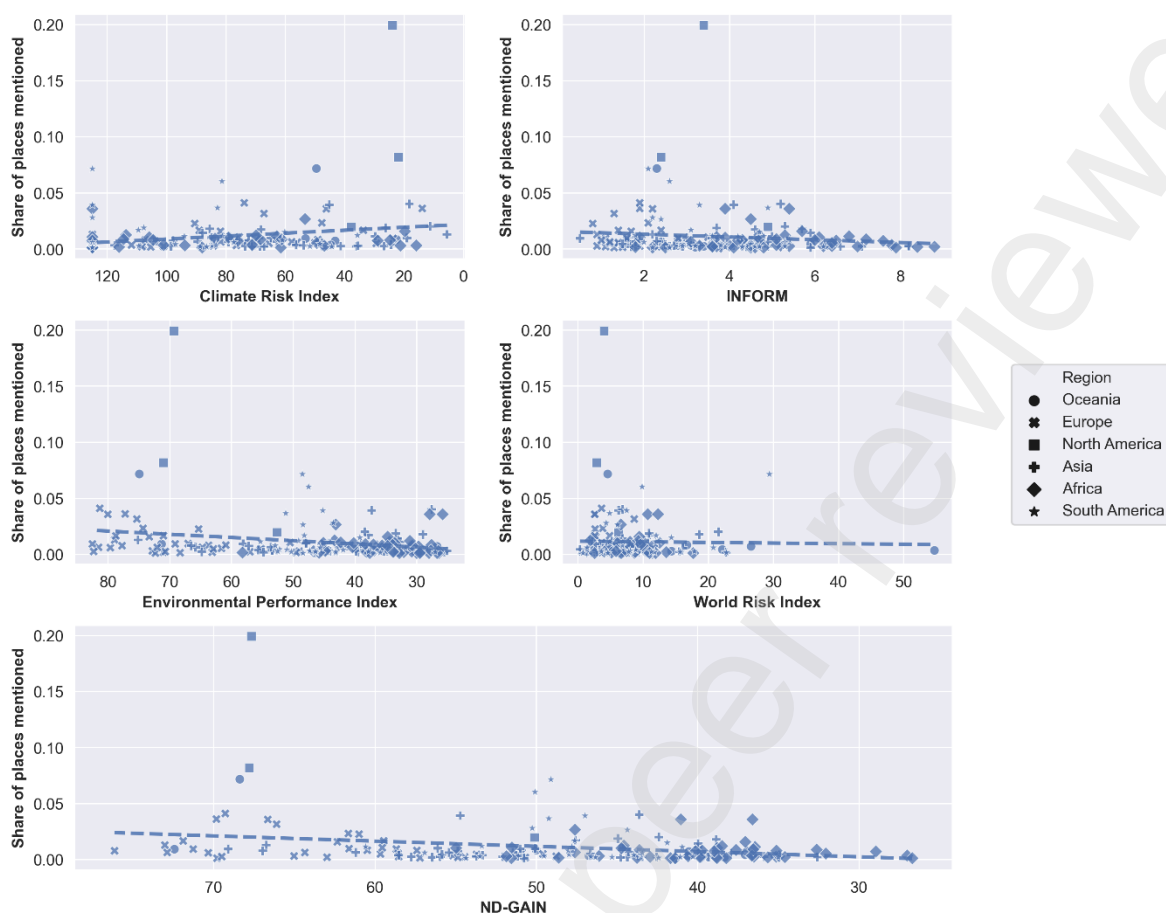 0.20
0.15
0.10
0.05
0.00
Share of places mentioned
120 100 80 60 40 20 0
Climate Risk Index
0.20
0.15
0.10
0.05
0.00
Share of places mentioned
2 4 6 8
INFORM
0.20
0.15
0.10
0.05
0.00
Share of places mentioned
80 70 60 50 40 30
Environmental Performance Index
0.20
0.15
0.10
0.05
0.00
Share of places mentioned
0 10 20 30 40 50
World Risk Index
Region
Oceania
Europe
North America
Asia
Africa
South America
0.20
0.15
0.10
0.05
0.00
Share of places mentioned
70 60 50 40 30
ND-GAIN
peer reviewe